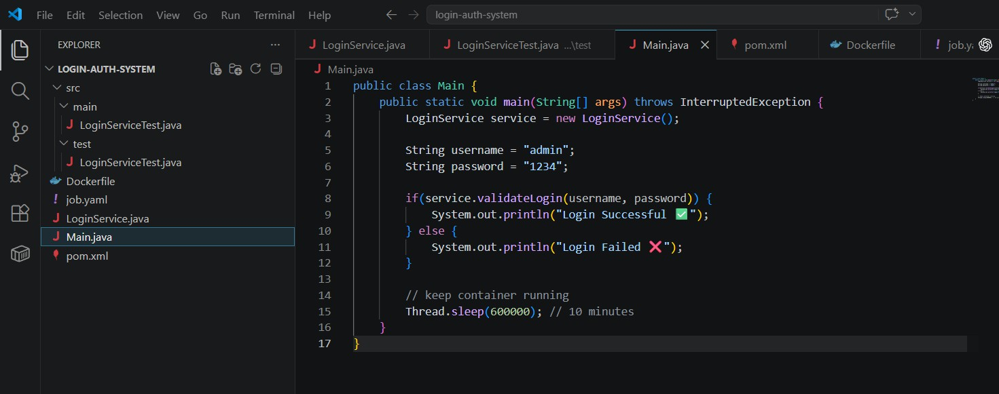 File Edit Selection View Go Run Terminal Help
login-auth-system
EXPLORER
LOGIN-AUTH-SYSTEM
src
main
LoginServiceTest.java
test
LoginServiceTest.java
Dockerfile
job.yaml
LoginService.java
Main.java
pom.xml
LoginService.java LoginServiceTest.java ...\test Main.java pom.xml Dockerfile ! job.ya
Main.java
1 public class Main {
2 public static void main(String[] args) throws InterruptedException {
3 LoginService service = new LoginService();
4
5 String username = "admin";
6 String password = "1234";
7
8 if(service.validateLogin(username, password)) {
9 System.out.println("Login Successful ✅");
10 } else {
11 System.out.println("Login Failed ❌");
12 }
13
14 // keep container running
15 Thread.sleep(600000); // 10 minutes
16 }
17 }